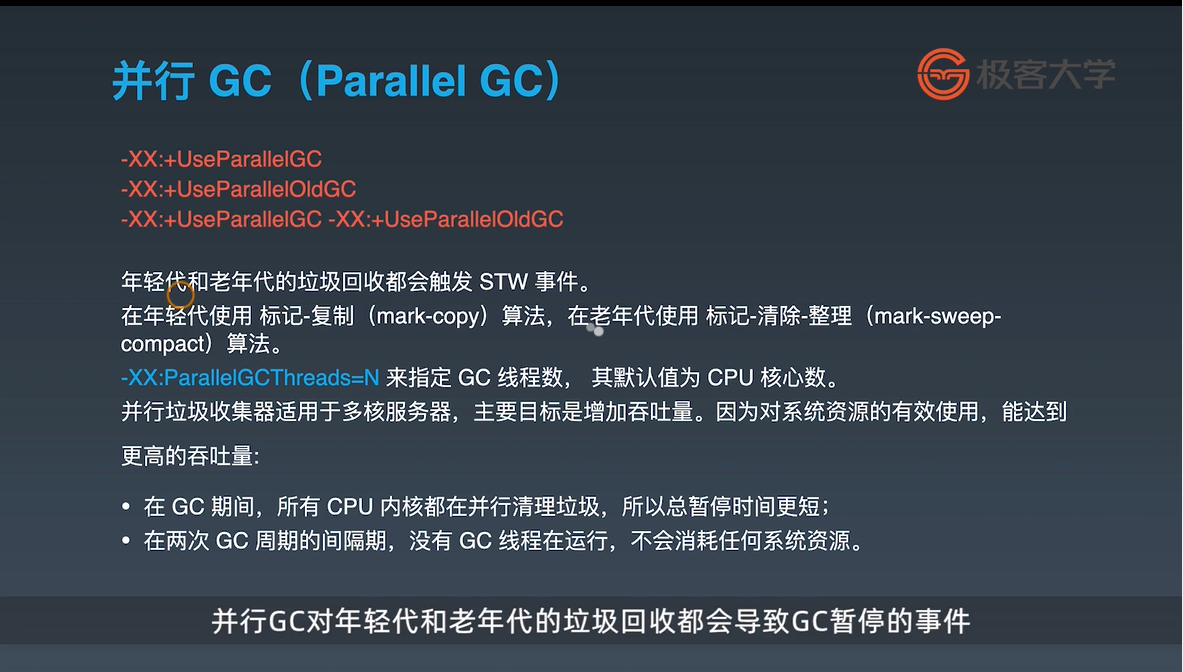 并行 GC（Parallel GC）
极客大学
-XX:+UseParallelGC
-XX:+UseParallelOldGC
-XX:+UseParallelGC -XX:+UseParallelOldGC
年轻代和老年代的垃圾回收都会触发 STW 事件。
在年轻代使用 标记-复制（mark-copy）算法，在老年代使用 标记-清除-整理（mark-sweep-
compact）算法。
-XX:ParallelGCThreads=N 来指定 GC 线程数， 其默认值为 CPU 核心数。
并行垃圾收集器适用于多核服务器，主要目标是增加吞吐量。因为对系统资源的有效使用，能达到
更高的吞吐量:
• 在 GC 期间，所有 CPU 内核都在并行清理垃圾，所以总暂停时间更短；
• 在两次 GC 周期的间隔期，没有 GC 线程在运行，不会消耗任何系统资源。
并行GC对年轻代和老年代的垃圾回收都会导致GC暂停的事件